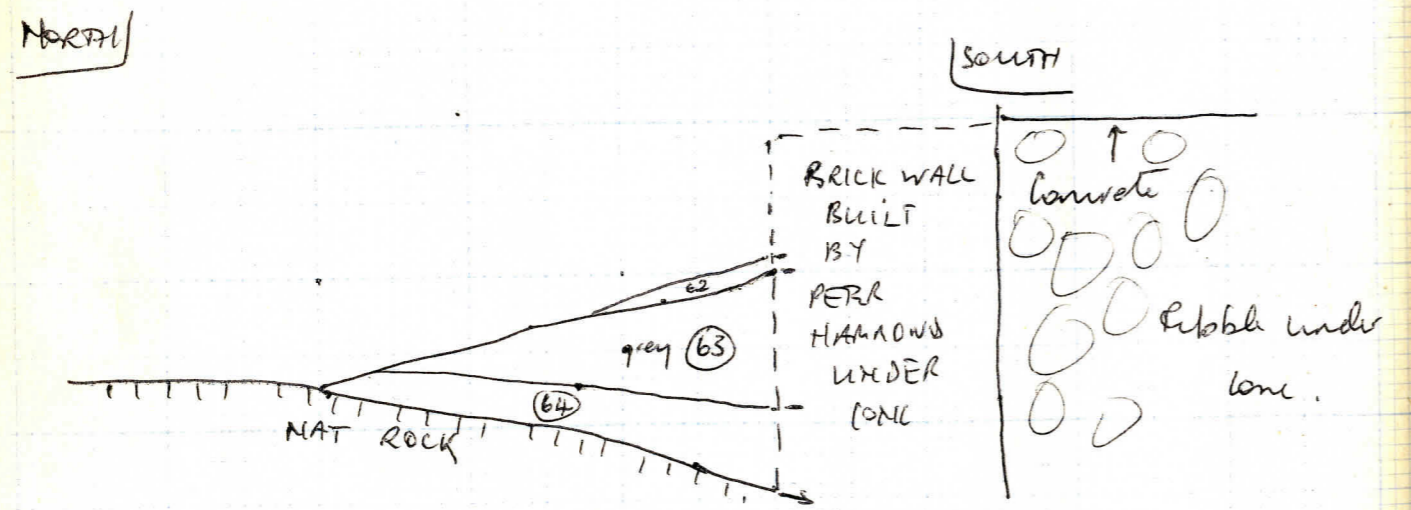 NORTH
SOUTH
BRICK WALL
BUILT
BY
PETER
HARROWS
UNDER
CONC
↑
Concrete
Rubble under
conc.
62
grey 63
64
NAT ROCK